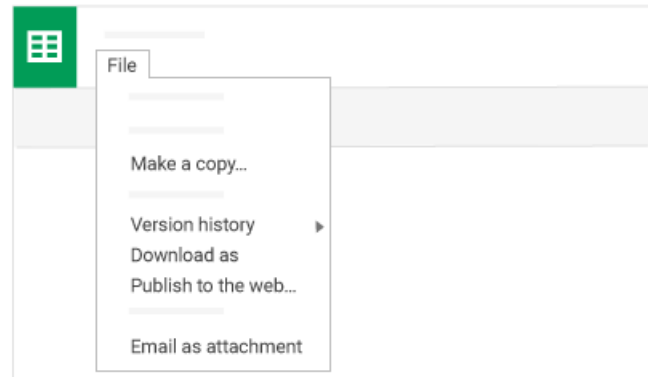 File
Make a copy...
Version history
Download as
Publish to the web...
Email as attachment